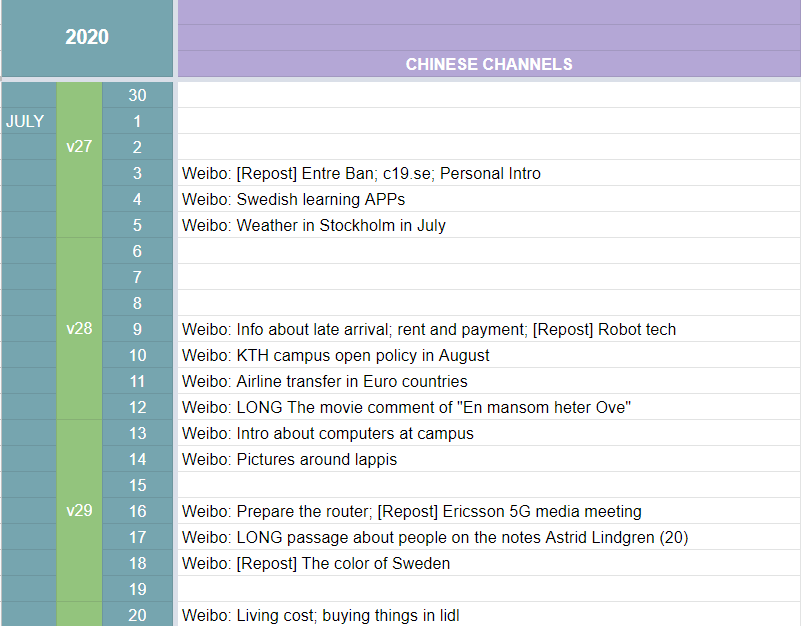 2020
CHINESE CHANNELS
30
JULY 1
v27 2
3 Weibo: [Repost] Entre Ban; c19.se; Personal Intro
4 Weibo: Swedish learning APPs
5 Weibo: Weather in Stockholm in July
6
7
8
v28 9 Weibo: Info about late arrival; rent and payment; [Repost] Robot tech
10 Weibo: KTH campus open policy in August
11 Weibo: Airline transfer in Euro countries
12 Weibo: LONG The movie comment of "En mansom heter Ove"
13 Weibo: Intro about computers at campus
14 Weibo: Pictures around lappis
15
v29 16 Weibo: Prepare the router; [Repost] Ericsson 5G media meeting
17 Weibo: LONG passage about people on the notes Astrid Lindgren (20)
18 Weibo: [Repost] The color of Sweden
19
20 Weibo: Living cost; buying things in lidl